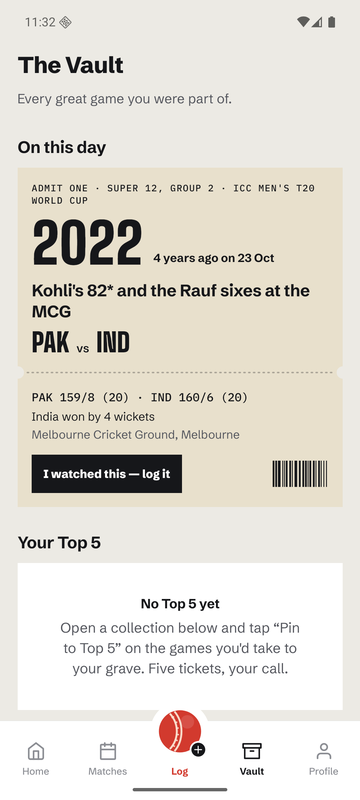 11:32
The Vault
Every great game you were part of.
On this day
ADMIT ONE · SUPER 12, GROUP 2 · ICC MEN'S T20
WORLD CUP
2022 4 years ago on 23 Oct
Kohli's 82* and the Rauf sixes at the
MCG
PAK vs IND
PAK 159/8 (20) · IND 160/6 (20)
India won by 4 wickets
Melbourne Cricket Ground, Melbourne
I watched this — log it
Your Top 5
No Top 5 yet
Open a collection below and tap “Pin
to Top 5” on the games you'd take to
your grave. Five tickets, your call.
Home Matches Log Vault Profile